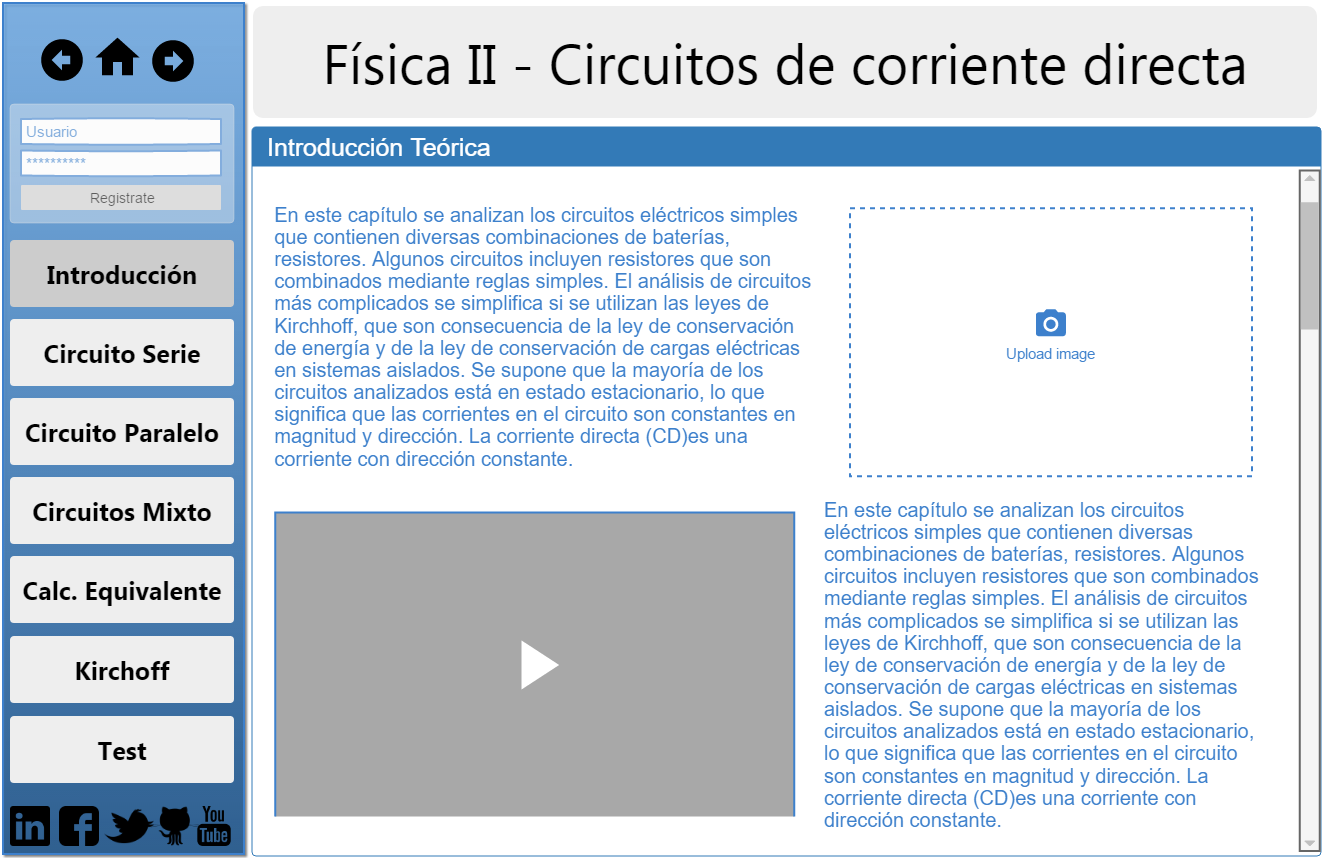 Física II - Circuitos de corriente directa
Usuario
**********
Registrate
Introducción
Circuito Serie
Circuito Paralelo
Circuitos Mixto
Calc. Equivalente
Kirchoff
Test
in
f
You
Tube
Introducción Teórica
En este capítulo se analizan los circuitos eléctricos simples
que contienen diversas combinaciones de baterías,
resistores. Algunos circuitos incluyen resistores que son
combinados mediante reglas simples. El análisis de circuitos
más complicados se simplifica si se utilizan las leyes de
Kirchhoff, que son consecuencia de la ley de conservación
de energía y de la ley de conservación de cargas eléctricas
en sistemas aislados. Se supone que la mayoría de los
circuitos analizados está en estado estacionario, lo que
significa que las corrientes en el circuito son constantes en
magnitud y dirección. La corriente directa (CD)es una
corriente con dirección constante.
Upload image
En este capítulo se analizan los circuitos
eléctricos simples que contienen diversas
combinaciones de baterías, resistores. Algunos
circuitos incluyen resistores que son combinados
mediante reglas simples. El análisis de circuitos
más complicados se simplifica si se utilizan las
leyes de Kirchhoff, que son consecuencia de la
ley de conservación de energía y de la ley de
conservación de cargas eléctricas en sistemas
aislados. Se supone que la mayoría de los
circuitos analizados está en estado estacionario,
lo que significa que las corrientes en el circuito
son constantes en magnitud y dirección. La
corriente directa (CD)es una corriente con
dirección constante.